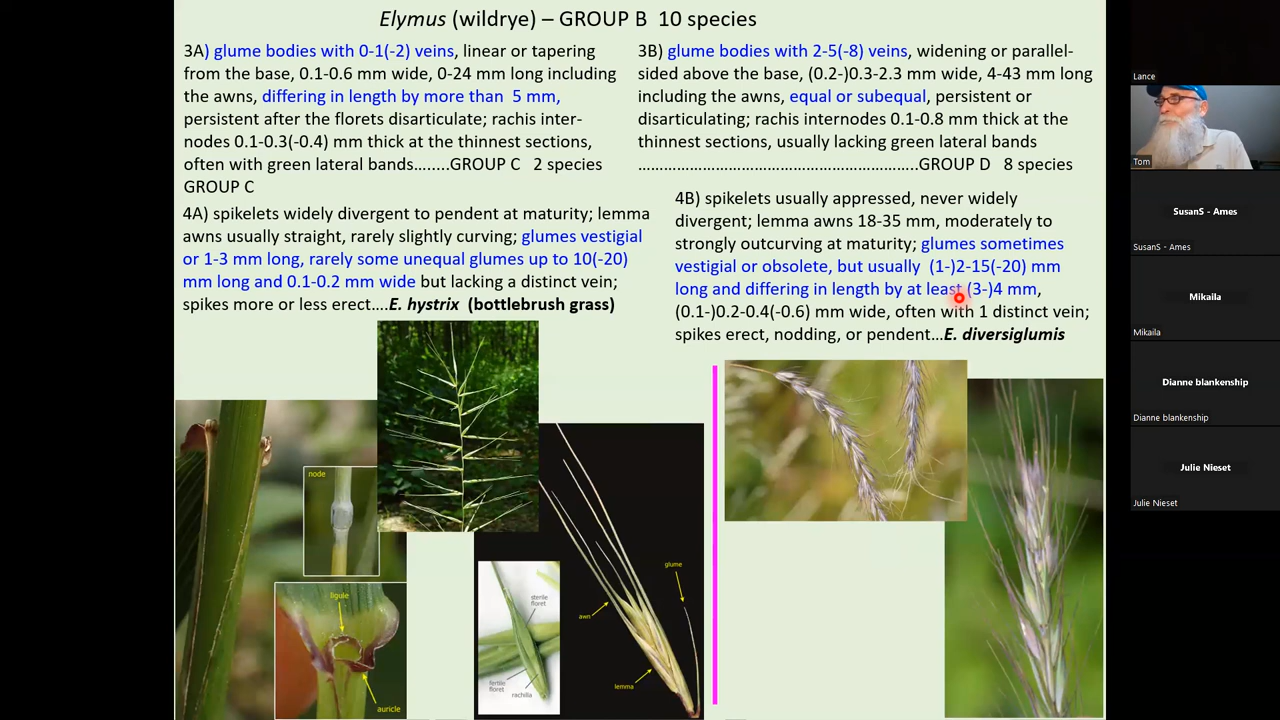 Elymus (wildrye) – GROUP B  10 species
3A) glume bodies with 0-1(-2) veins, linear or tapering
from the base, 0.1-0.6 mm wide, 0-24 mm long including
the awns, differing in length by more than  5 mm,
persistent after the florets disarticulate; rachis inter-
nodes 0.1-0.3(-0.4) mm thick at the thinnest sections,
often with green lateral bands........GROUP C   2 species
GROUP C
4A) spikelets widely divergent to pendent at maturity; lemma
awns usually straight, rarely slightly curving; glumes vestigial
or 1-3 mm long, rarely some unequal glumes up to 10(-20)
mm long and 0.1-0.2 mm wide but lacking a distinct vein;
spikes more or less erect....E. hystrix  (bottlebrush grass)
3B) glume bodies with 2-5(-8) veins, widening or parallel-
sided above the base, (0.2-)0.3-2.3 mm wide, 4-43 mm long
including the awns, equal or subequal, persistent or
disarticulating; rachis internodes 0.1-0.8 mm thick at the
thinnest sections, usually lacking green lateral bands
……………………………………………………..GROUP D   8 species
4B) spikelets usually appressed, never widely
divergent; lemma awns 18-35 mm, moderately to
strongly outcurving at maturity; glumes sometimes
vestigial or obsolete, but usually  (1-)2-15(-20) mm
long and differing in length by at least (3-)4 mm,
(0.1-)0.2-0.4(-0.6) mm wide, often with 1 distinct vein;
spikes erect, nodding, or pendent…E. diversiglumis
node
ligule
auricle
sterile
floret
fertile
floret
rachilla
awn
glume
lemma
Lance
Tom
SusanS - Ames
SusanS - Ames
Mikaila
Mikaila
Dianne blankenship
Dianne blankenship
Julie Nieset
Julie Nieset